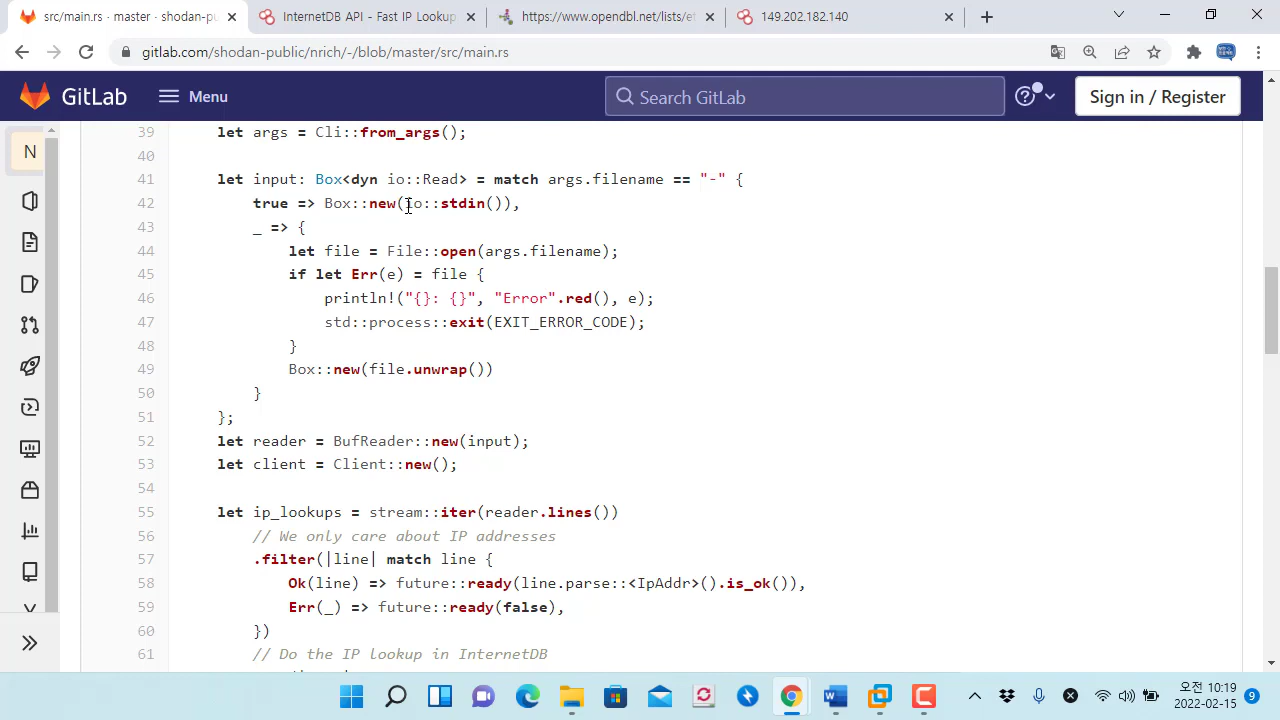 src/main.rs · master · shodan-pu
InternetDB API - Fast IP Lookup
https://www.opendbl.net/lists/et
149.202.182.140
gitlab.com/shodan-public/nrich/-/blob/master/src/main.rs
GitLab
Menu
Search GitLab
Sign in / Register
N
39 let args = Cli::from_args();
40
41 let input: Box<dyn io::Read> = match args.filename == "-" {
42 true => Box::new(io::stdin()),
43 _ => {
44 let file = File::open(args.filename);
45 if let Err(e) = file {
46 println!("{}: {}", "Error".red(), e);
47 std::process::exit(EXIT_ERROR_CODE);
48 }
49 Box::new(file.unwrap())
50 }
51 };
52 let reader = BufReader::new(input);
53 let client = Client::new();
54
55 let ip_lookups = stream::iter(reader.lines())
56 // We only care about IP addresses
57 .filter(|line| match line {
58 Ok(line) => future::ready(line.parse::<IpAddr>().is_ok()),
59 Err(_) => future::ready(false),
60 })
61 // Do the IP lookup in InternetDB
오전 10:19
2022-02-15
9